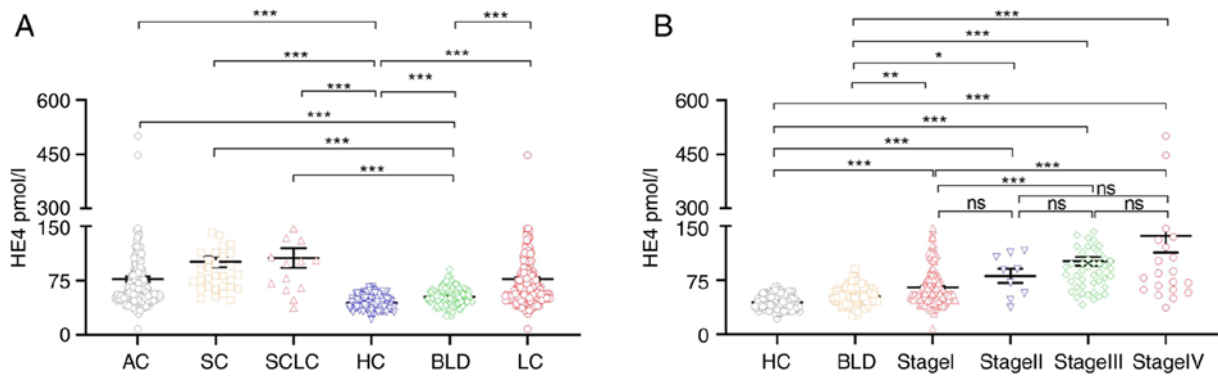 A
***
***
***
***
***
***
***
***
***
***
600
450
300
150
75
0
HE4 pmol/l
AC
SC
SCLC
HC
BLD
LC
B
***
***
*
**
***
***
***
***
***
***
ns
ns
ns
ns
600
450
300
150
75
0
HE4 pmol/l
HC
BLD
StageI
StageII
StageIII
StageIV